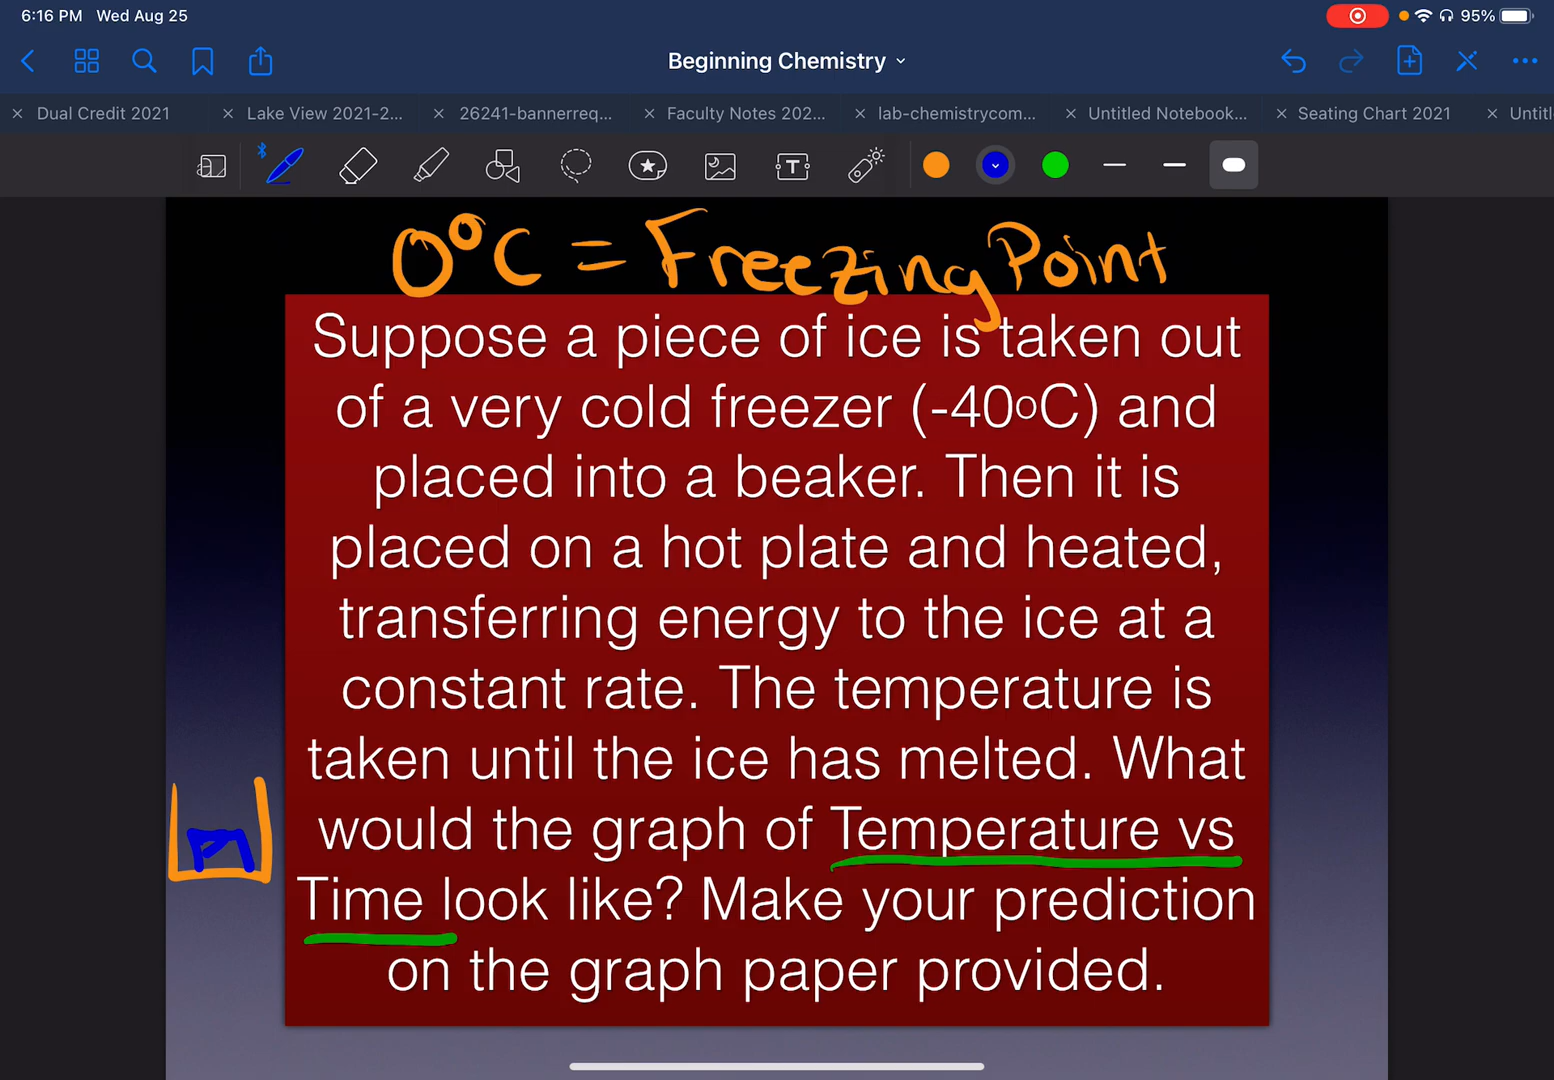 6:16 PM Wed Aug 25
95%
Beginning Chemistry
Dual Credit 2021
Lake View 2021-2...
26241-bannerreq...
Faculty Notes 202...
lab-chemistrycom...
Untitled Notebook...
Seating Chart 2021
Untitl
T
0°C = Freezing Point
Suppose a piece of ice is taken out
of a very cold freezer (-40oC) and
placed into a beaker. Then it is
placed on a hot plate and heated,
transferring energy to the ice at a
constant rate. The temperature is
taken until the ice has melted. What
would the graph of Temperature vs
Time look like? Make your prediction
on the graph paper provided.